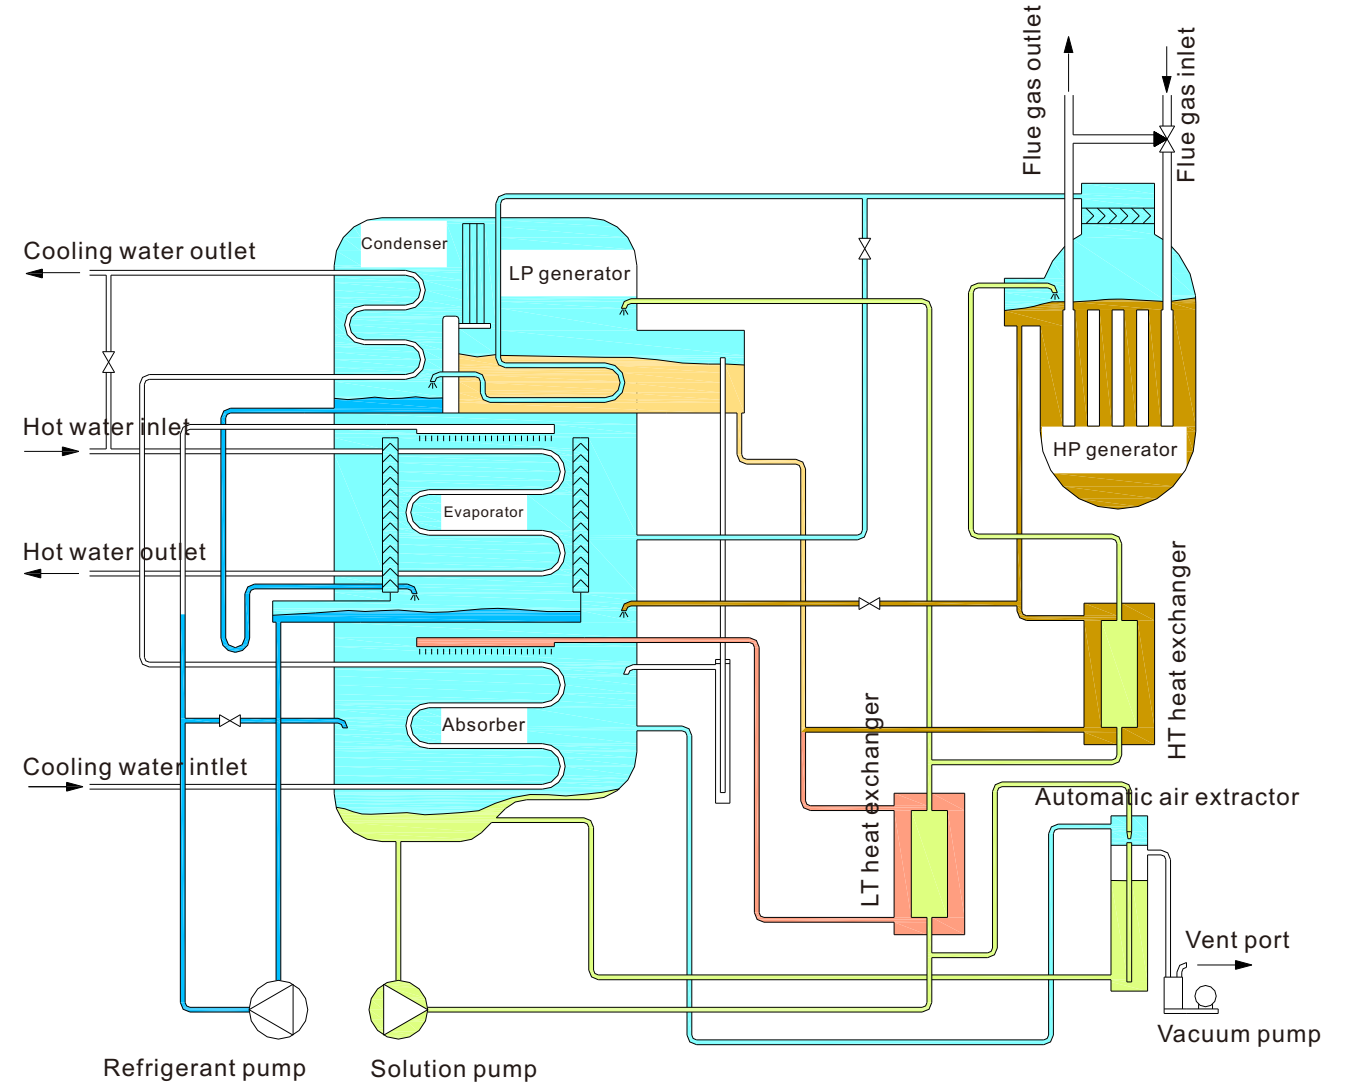 Flue gas outlet
Flue gas inlet
Condenser
Cooling water outlet
LP generator
Hot water inlet
HP generator
Evaporator
Hot water outlet
HT heat exchanger
LT heat exchanger
Absorber
Cooling water intlet
Automatic air extractor
Vent port
Vacuum pump
Refrigerant pump
Solution pump